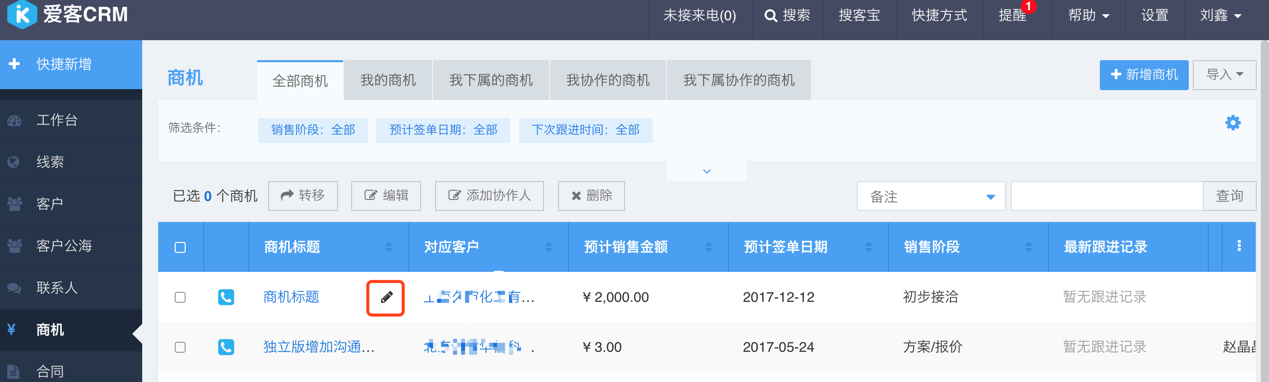 爱客CRM
未接来电(0)
搜索
搜客宝
快捷方式
提醒
1
帮助
设置
刘鑫
快捷新增
工作台
线索
客户
客户公海
联系人
商机
合同
商机
全部商机
我的商机
我下属的商机
我协作的商机
我下属协作的商机
新增商机
导入
筛选条件：
销售阶段：全部
预计签单日期：全部
下次跟进时间：全部
已选 0 个商机
转移
编辑
添加协作人
删除
备注
查询
商机标题
对应客户
预计销售金额
预计签单日期
销售阶段
最新跟进记录
商机标题
¥ 2,000.00
2017-12-12
初步接洽
暂无跟进记录
独立版增加沟通...
¥ 3.00
2017-05-24
方案/报价
暂无跟进记录
赵晶